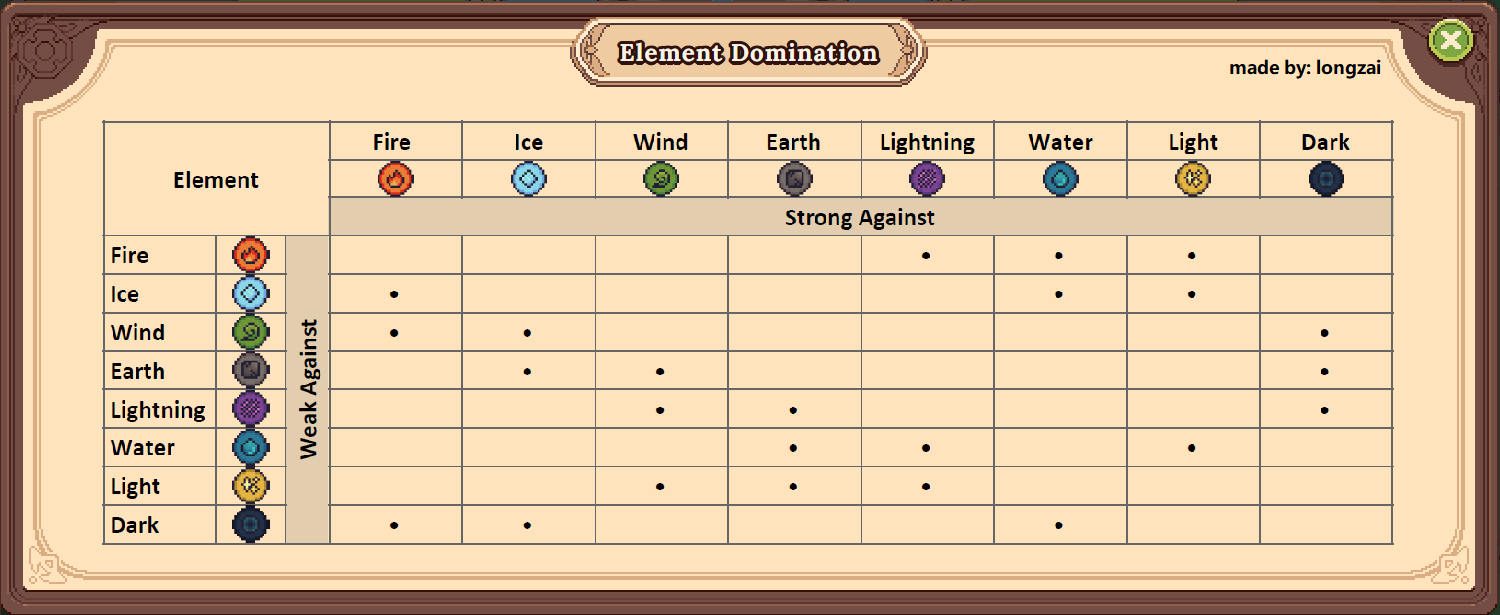 Element Domination
made by: longzai
Element
Fire Ice Wind Earth Lightning Water Light Dark
Strong Against
Weak Against
Fire • • •
Ice • • •
Wind • • •
Earth • • •
Lightning • • •
Water • • •
Light • • •
Dark • • •